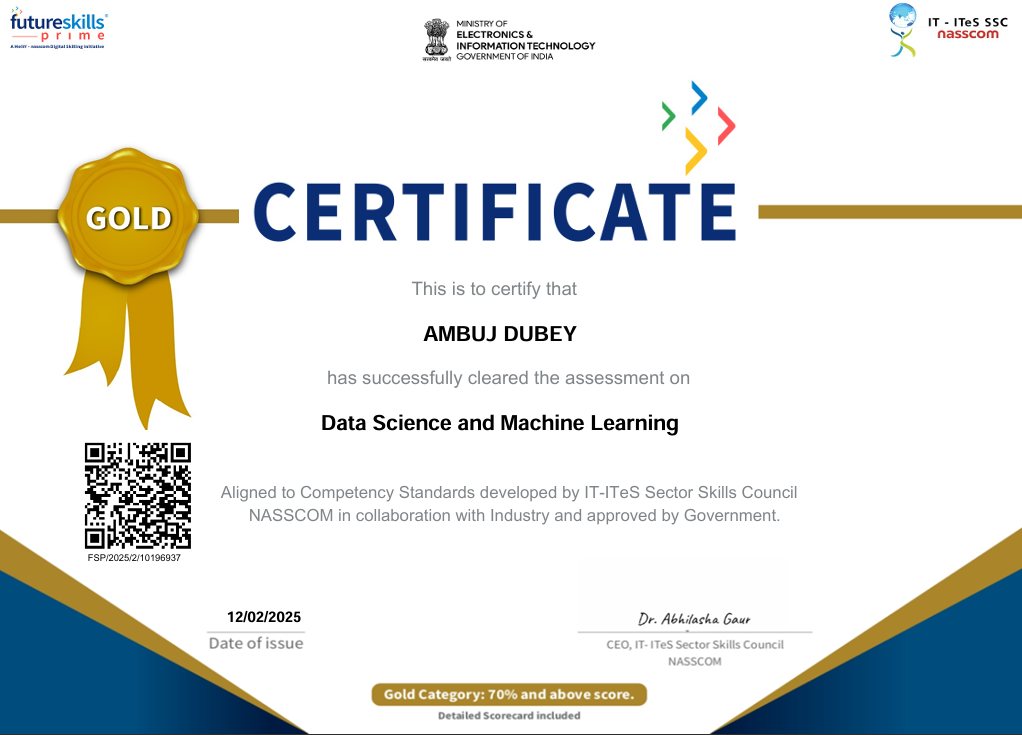 futureskills
prime
A MeitY - nasscom Digital Skilling Initiative
सत्यमेव जयते
MINISTRY OF
ELECTRONICS &
INFORMATION TECHNOLOGY
GOVERNMENT OF INDIA
IT - ITeS SSC
nasscom
GOLD
CERTIFICATE
This is to certify that
AMBUJ DUBEY
has successfully cleared the assessment on
Data Science and Machine Learning
Aligned to Competency Standards developed by IT-ITeS Sector Skills Council
NASSCOM in collaboration with Industry and approved by Government.
FSP/2025/2/10196937
12/02/2025
Date of issue
Dr. Abhilasha Gaur
CEO, IT- ITeS Sector Skills Council
NASSCOM
Gold Category: 70% and above score.
Detailed Scorecard included